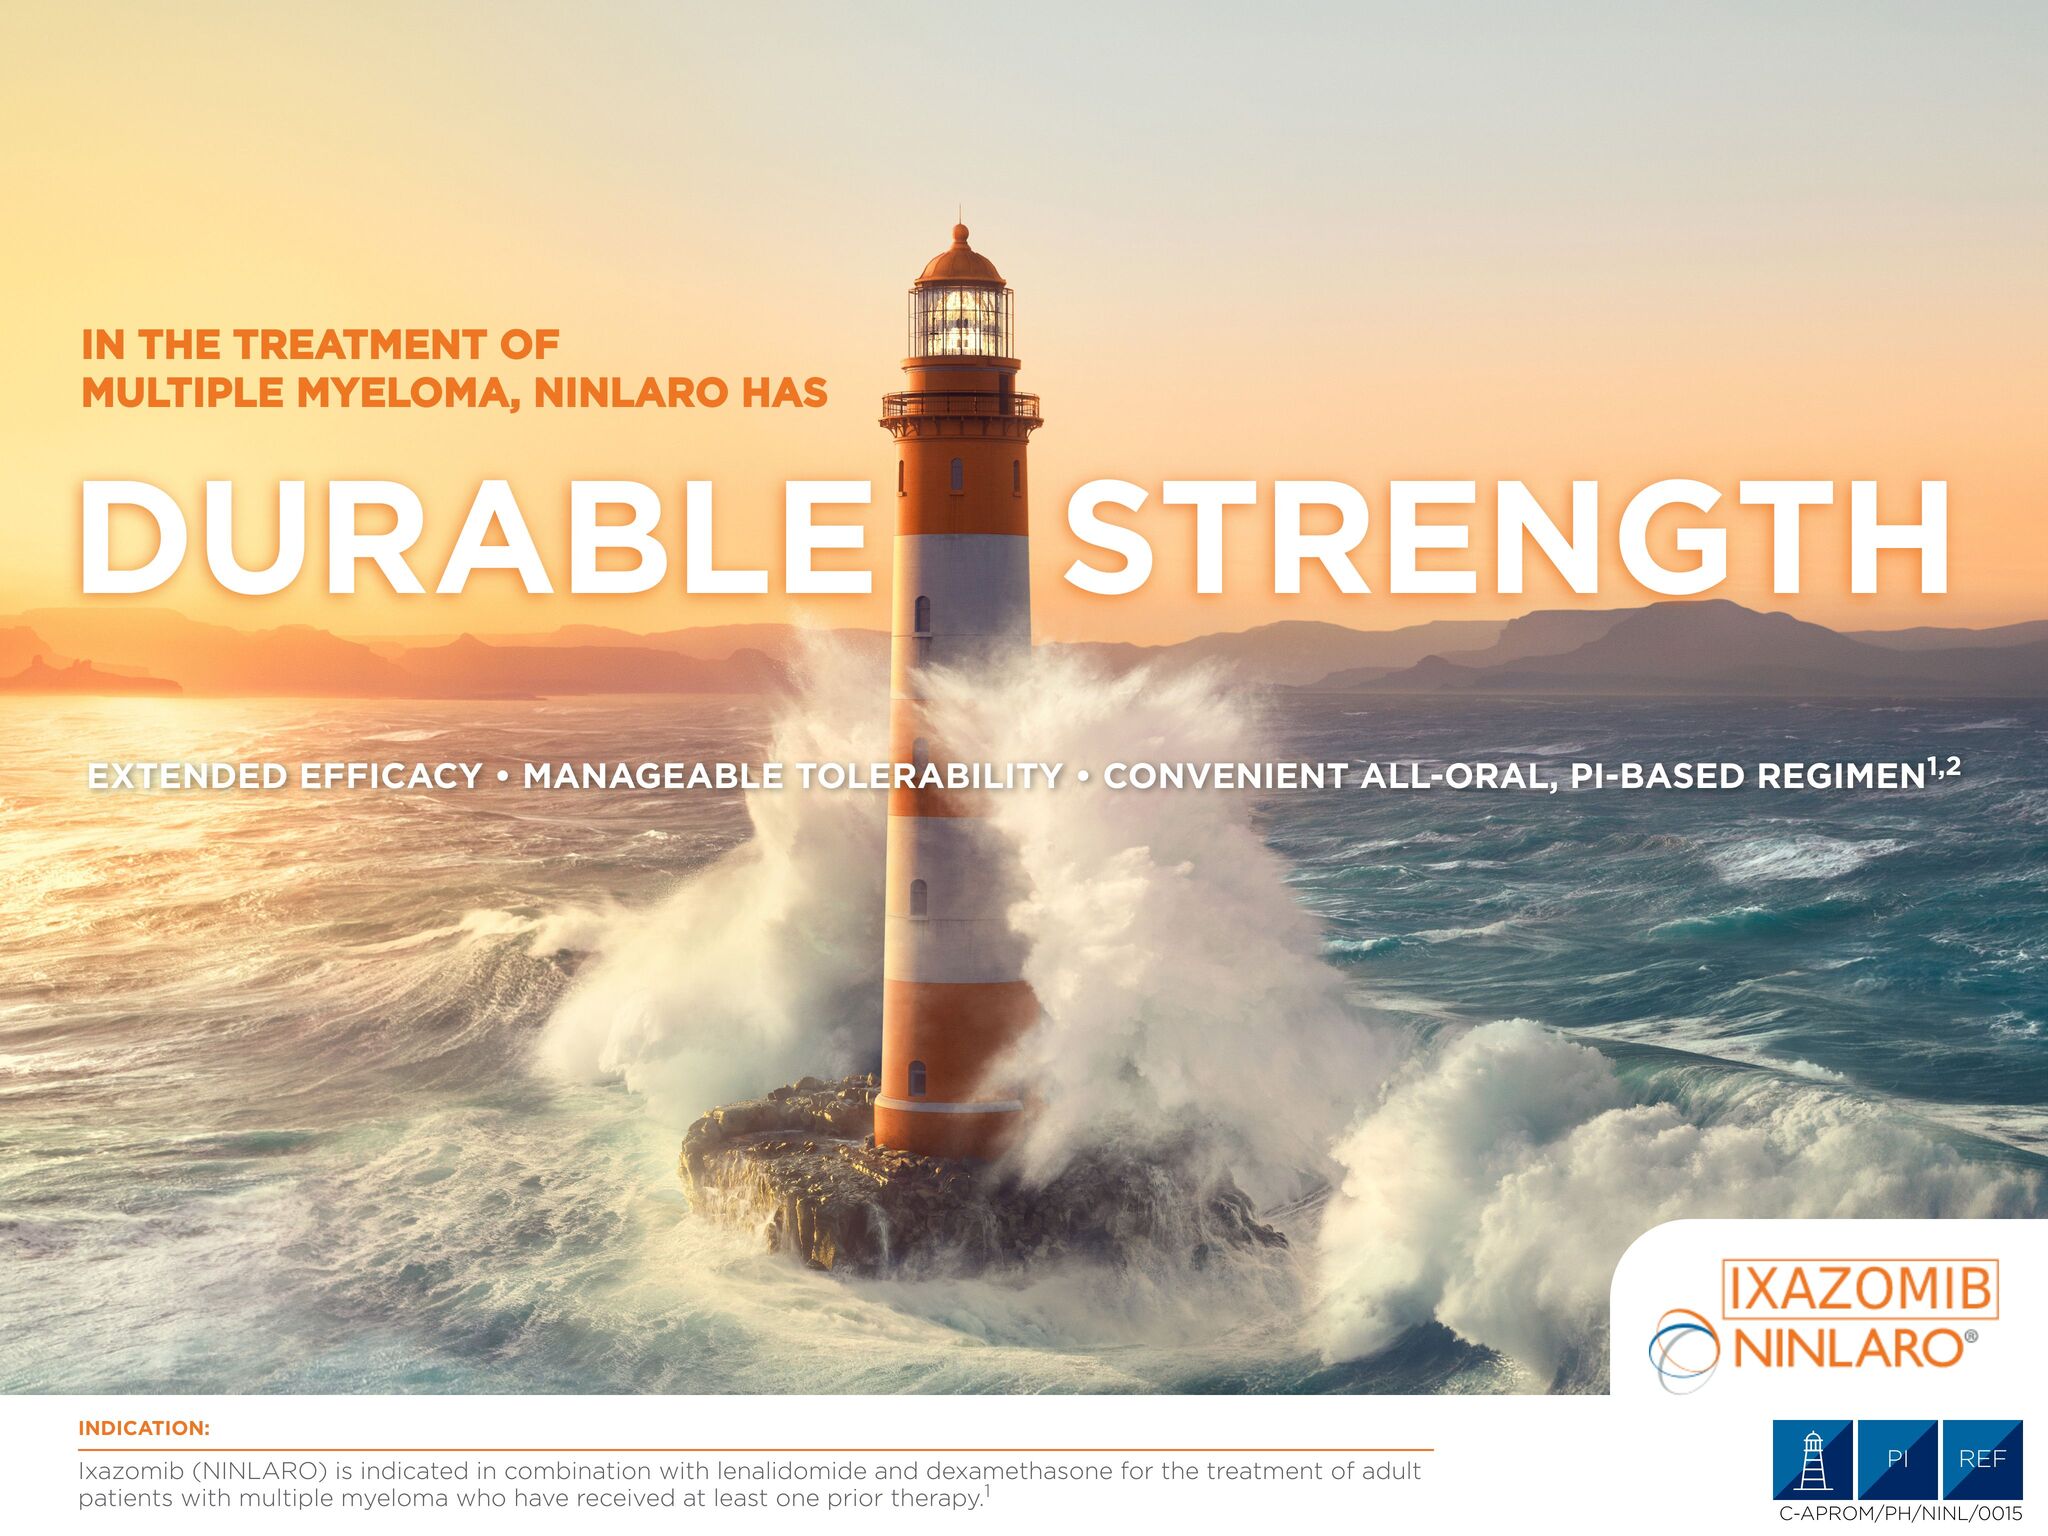 IN THE TREATMENT OF
MULTIPLE MYELOMA, NINLARO HAS
DURABLE STRENGTH
EXTENDED EFFICACY • MANAGEABLE TOLERABILITY • CONVENIENT ALL-ORAL, PI-BASED REGIMEN1,2
IXAZOMIB
NINLARO®
INDICATION:
Ixazomib (NINLARO) is indicated in combination with lenalidomide and dexamethasone for the treatment of adult
patients with multiple myeloma who have received at least one prior therapy.1
PI REF
C-APROM/PH/NINL/0015